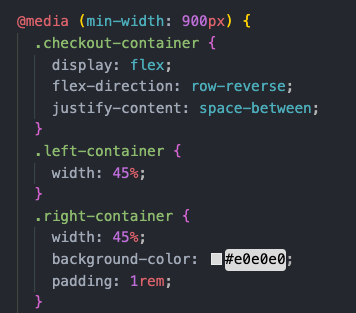 @media (min-width: 900px) {
.checkout-container {
display: flex;
flex-direction: row-reverse;
justify-content: space-between;
}
.left-container {
width: 45%;
}
.right-container {
width: 45%;
background-color: #e0e0e0;
padding: 1rem;
}